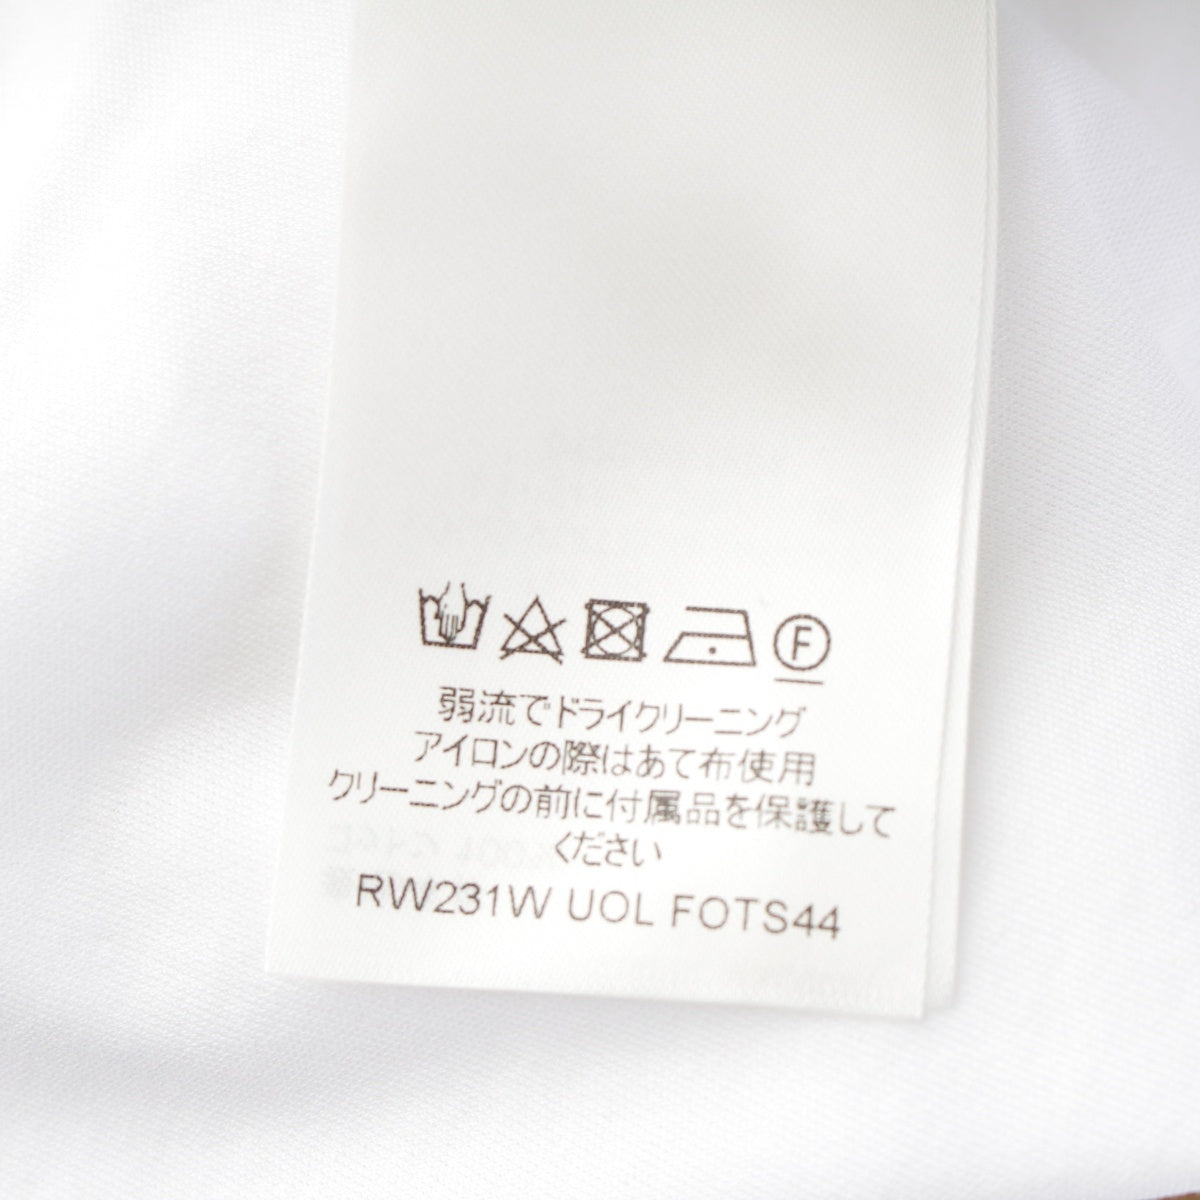 F
弱流でドライクリーニング
アイロンの際はあて布使用
クリーニングの前に付属品を保護して
ください
RW231W UOL FOTS44